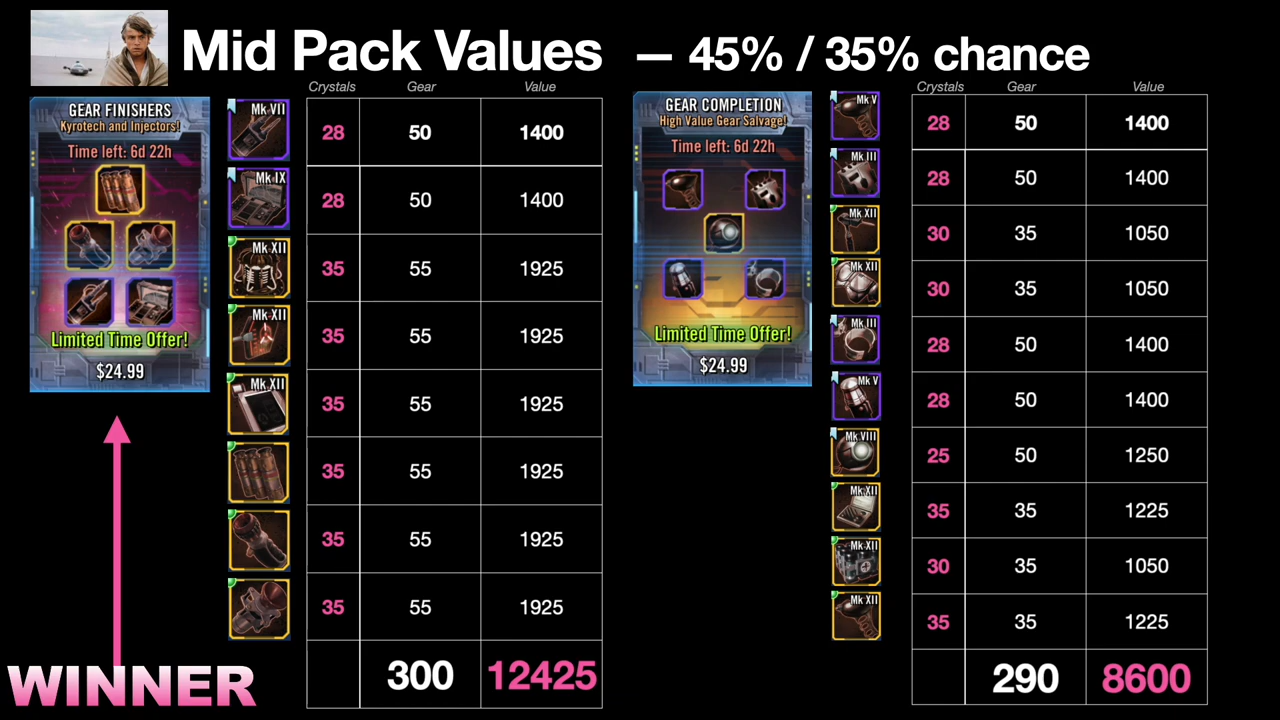 Mid Pack Values — 45% / 35% chance
Crystals Gear Value
GEAR FINISHERS
Kyrotech and Injectors!
Time left: 6d 22h
Limited Time Offer!
$24.99
Mk VII 28 50 1400
Mk IX 28 50 1400
Mk XII 35 55 1925
Mk XII 35 55 1925
Mk XII 35 55 1925
35 55 1925
35 55 1925
35 55 1925
300 12425
WINNER
Crystals Gear Value
GEAR COMPLETION
High Value Gear Salvage!
Time left: 6d 22h
Limited Time Offer!
$24.99
Mk V 28 50 1400
Mk III 28 50 1400
Mk XII 30 35 1050
Mk XII 30 35 1050
Mk III 28 50 1400
Mk V 28 50 1400
Mk VIII 25 50 1250
Mk XII 35 35 1225
Mk XII 30 35 1050
Mk XII 35 35 1225
290 8600